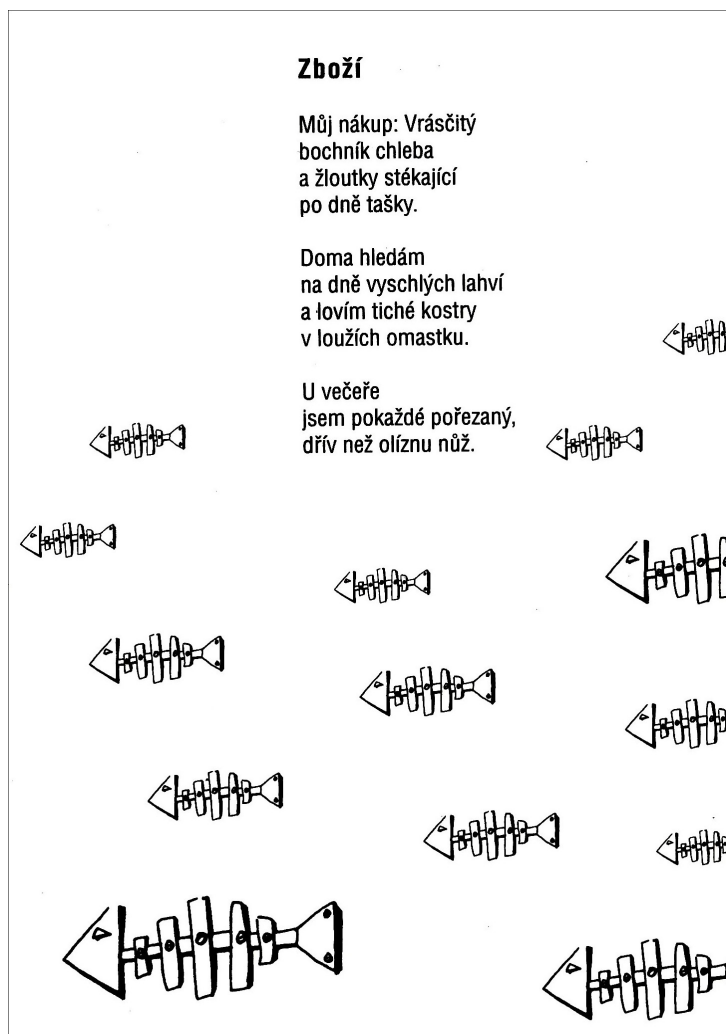 Zboží
Můj nákup: Vrásčitý
bochník chleba
a žloutky stékající
po dně tašky.
Doma hledám
na dně vyschlých lahví
a lovím tiché kostry
v loužích omastku.
U večeře
jsem pokaždé pořezaný,
dřív než olíznu nůž.